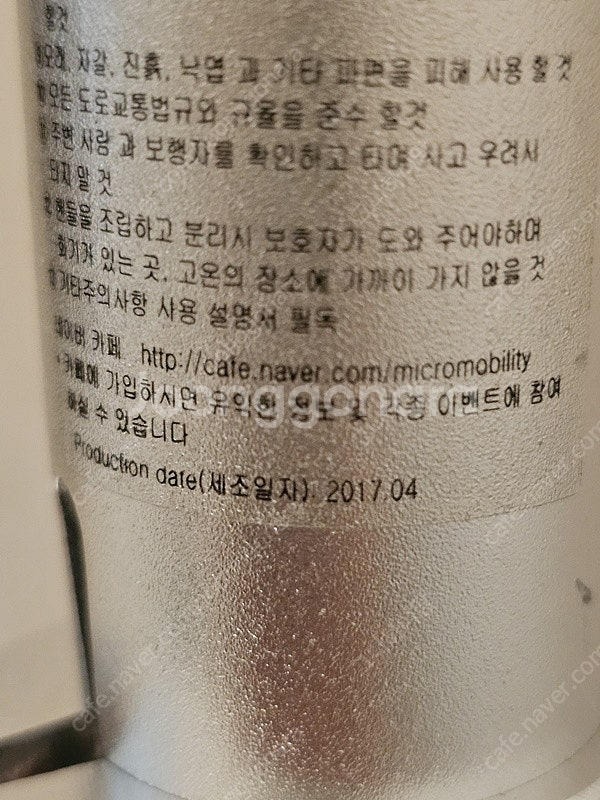 할것
모래, 자갈, 진흙, 낙엽 과 기타 파편을 피해 사용 할 것
모든 도로교통법규와 규율을 준수 할것
주변 사람 과 보행자를 확인하고 타며 사고 우려시
되지 말 것
핸들을 조립하고 분리시 보호자가 도와 주어야하며
화기가 있는 곳, 고온의 장소에 가까이 가지 않을 것
기타주의사항 사용 설명서 필독
네이버 카페 http://cafe.naver.com/micromobility
카페에 가입하시면 유익한 정보 및 각종 이벤트에 참여
하실 수 있습니다
Production date(제조일자): 2017.04